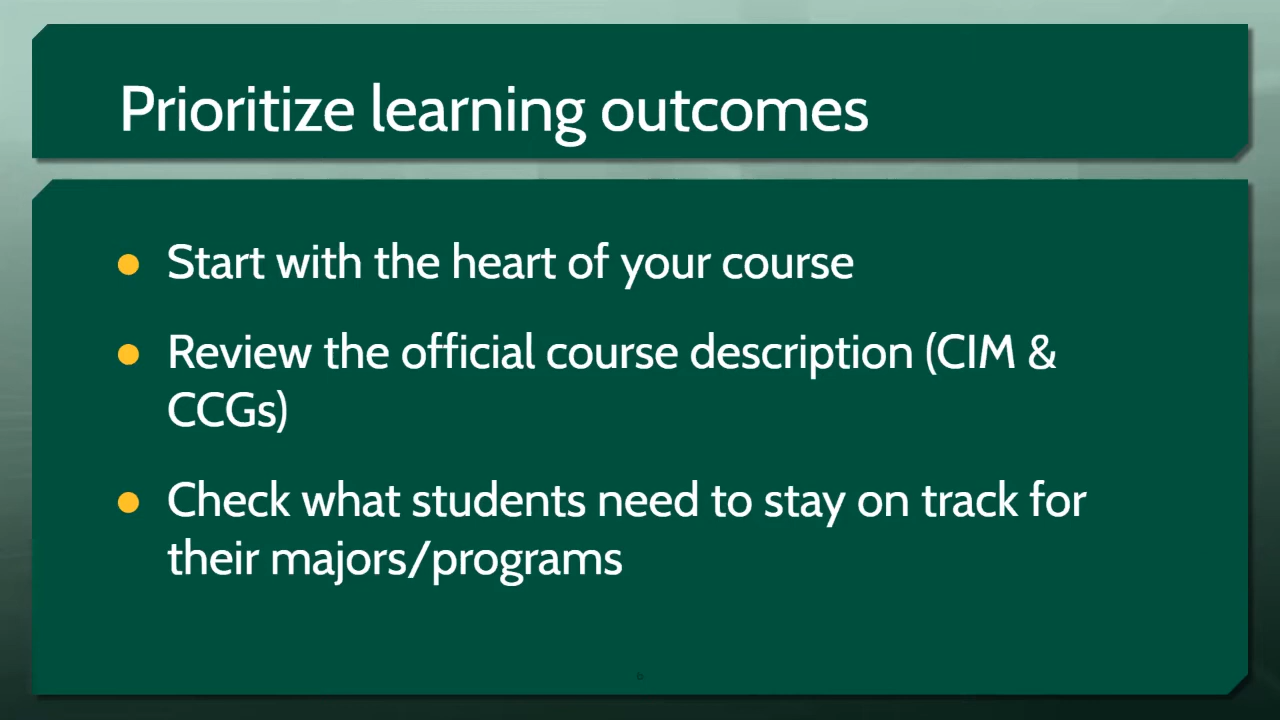 Prioritize learning outcomes
Start with the heart of your course
Review the official course description (CIM &
CCGs)
Check what students need to stay on track for
their majors/programs
6